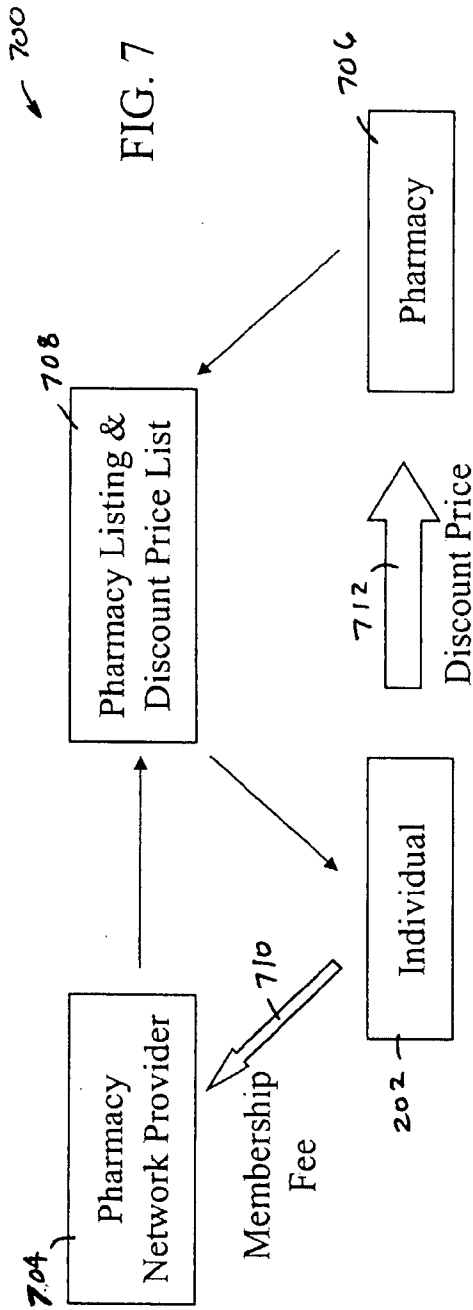 700
FIG. 7
704
Pharmacy
Network Provider
708
Pharmacy Listing &
Discount Price List
706
Pharmacy
710
Membership
Fee
202
Individual
712
Discount Price